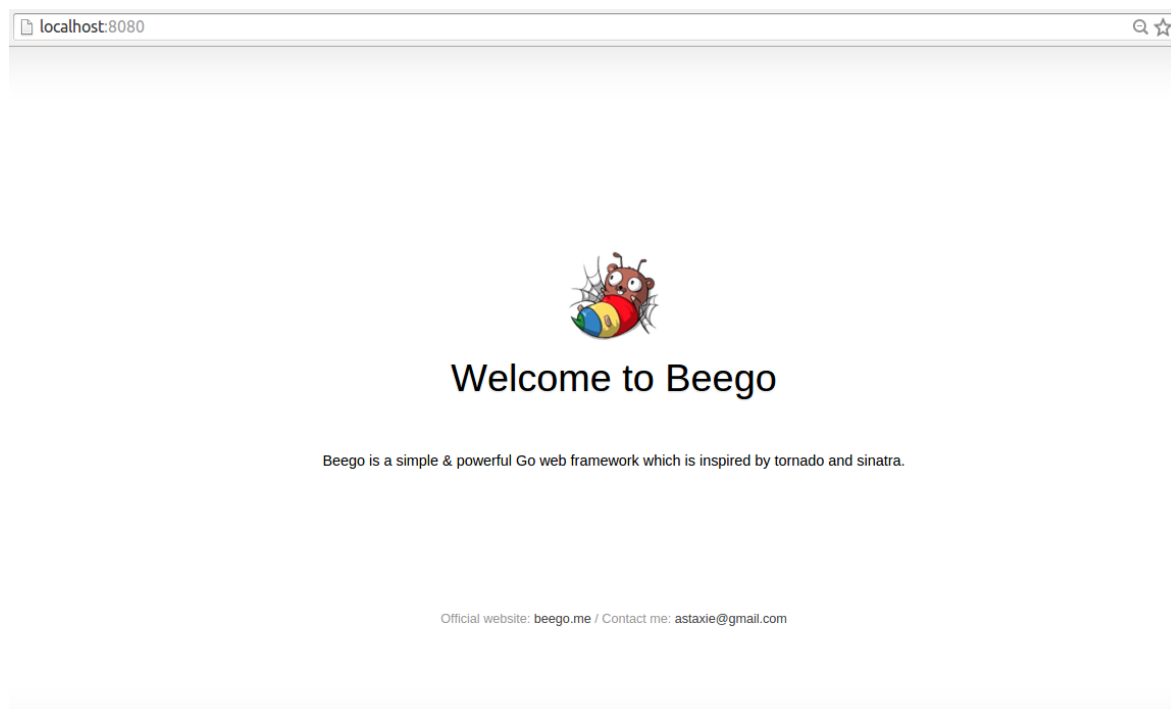 localhost:8080
Welcome to Beego
Beego is a simple & powerful Go web framework which is inspired by tornado and sinatra.
Official website: beego.me / Contact me: astaxie@gmail.com